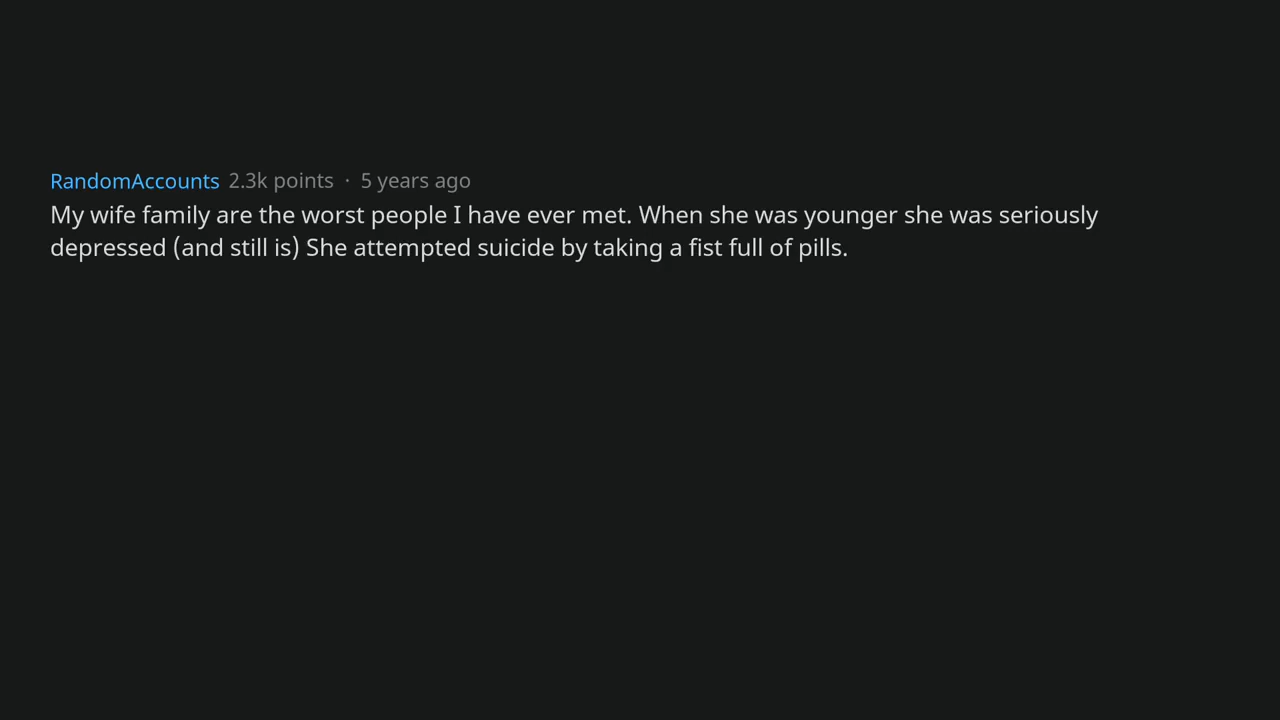 RandomAccounts 2.3k points · 5 years ago
My wife family are the worst people I have ever met. When she was younger she was seriously
depressed (and still is) She attempted suicide by taking a fist full of pills.